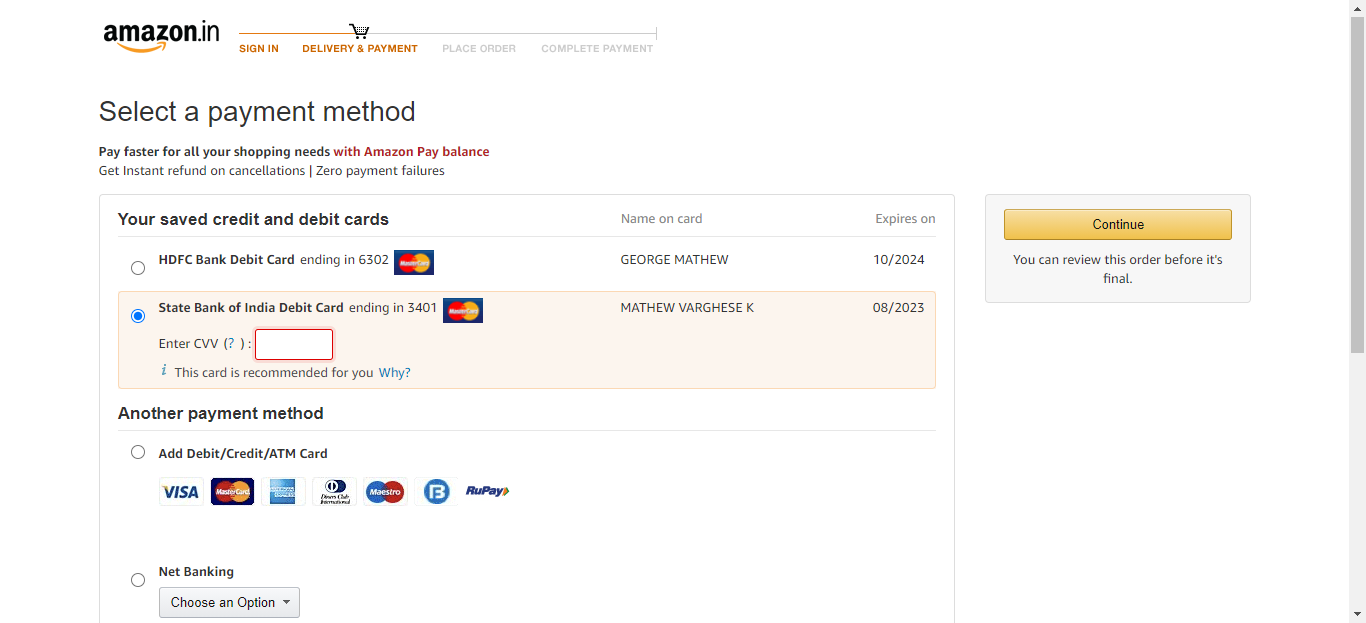 amazon.in
SIGN IN DELIVERY & PAYMENT PLACE ORDER COMPLETE PAYMENT
Select a payment method
Pay faster for all your shopping needs with Amazon Pay balance
Get Instant refund on cancellations | Zero payment failures
Your saved credit and debit cards Name on card Expires on
HDFC Bank Debit Card ending in 6302 MasterCard GEORGE MATHEW 10/2024
State Bank of India Debit Card ending in 3401 MasterCard MATHEW VARGHESE K 08/2023
Enter CVV (? ) :
i This card is recommended for you Why?
Another payment method
Add Debit/Credit/ATM Card
VISA MasterCard AMERICAN EXPRESS Diners Club International Maestro B RuPay
Net Banking
Choose an Option
Continue
You can review this order before it's
final.